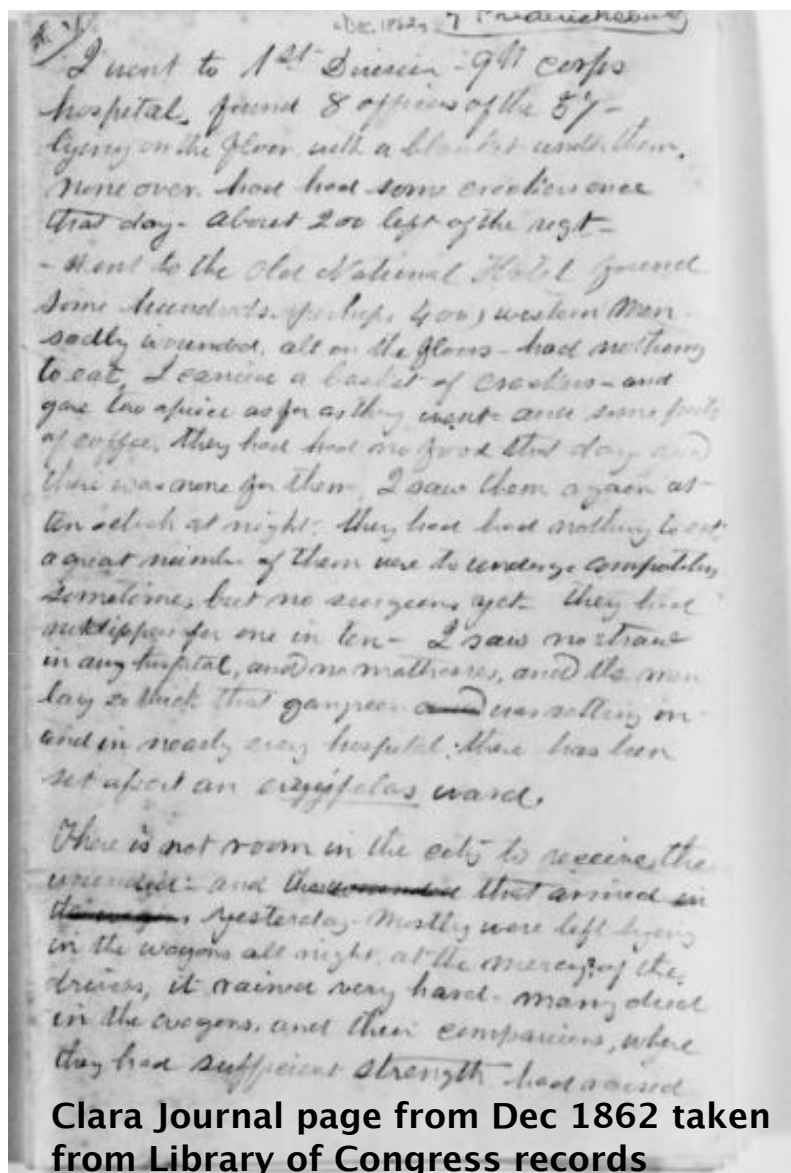 Dec. 1862, of Fredericksburg
I went to 1st Division - 9th corps
hospital, found 8 officers of the 57-
lying on the floor with a blanket under them,
none over. had had some crackers once
that day. About 200 left of the regt -
- Went to the Old National Hotel found
some hundreds, (perhaps 400) western men -
sadly wounded, all on the floors - had nothing
to eat, I carried a basket of crackers - and
gave two apiece as far as they went and some pails
of coffee, they had had no food that day and
there was none for them. I saw them again at
ten oclock at night. they had had nothing to eat
a great number of them were to undergo amputation
sometime, but no surgeons yet. they had
not dippers for one in ten - I saw no straw
in any hospital, and no mattresses, and the men
lay so thick that gangreen was setting in -
and in nearly every hospital, there has been
set apart an erysipelas ward.
There is not room in the city to receive the
wounded: and the wounded that arrived in
yesterday - mostly were left lying
in the wagons all night at the mercy of the
drivers, it rained very hard - many died
in the wagons, and their companions, where
they had sufficient strength had raised
Clara Journal page from Dec 1862 taken
from Library of Congress records